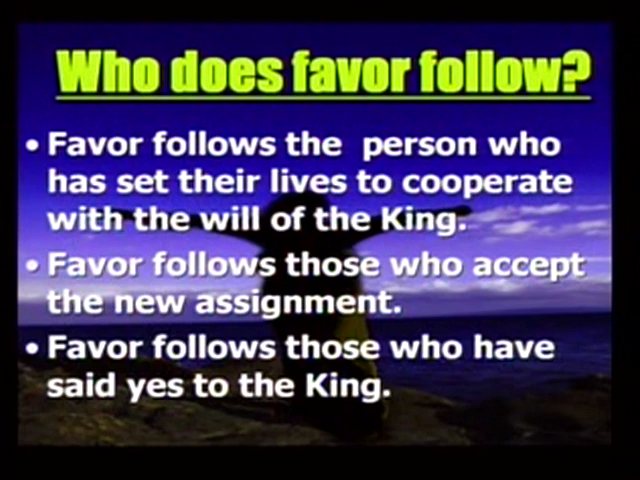 Who does favor follow?
• Favor follows the person who
has set their lives to cooperate
with the will of the King.
• Favor follows those who accept
the new assignment.
• Favor follows those who have
said yes to the King.